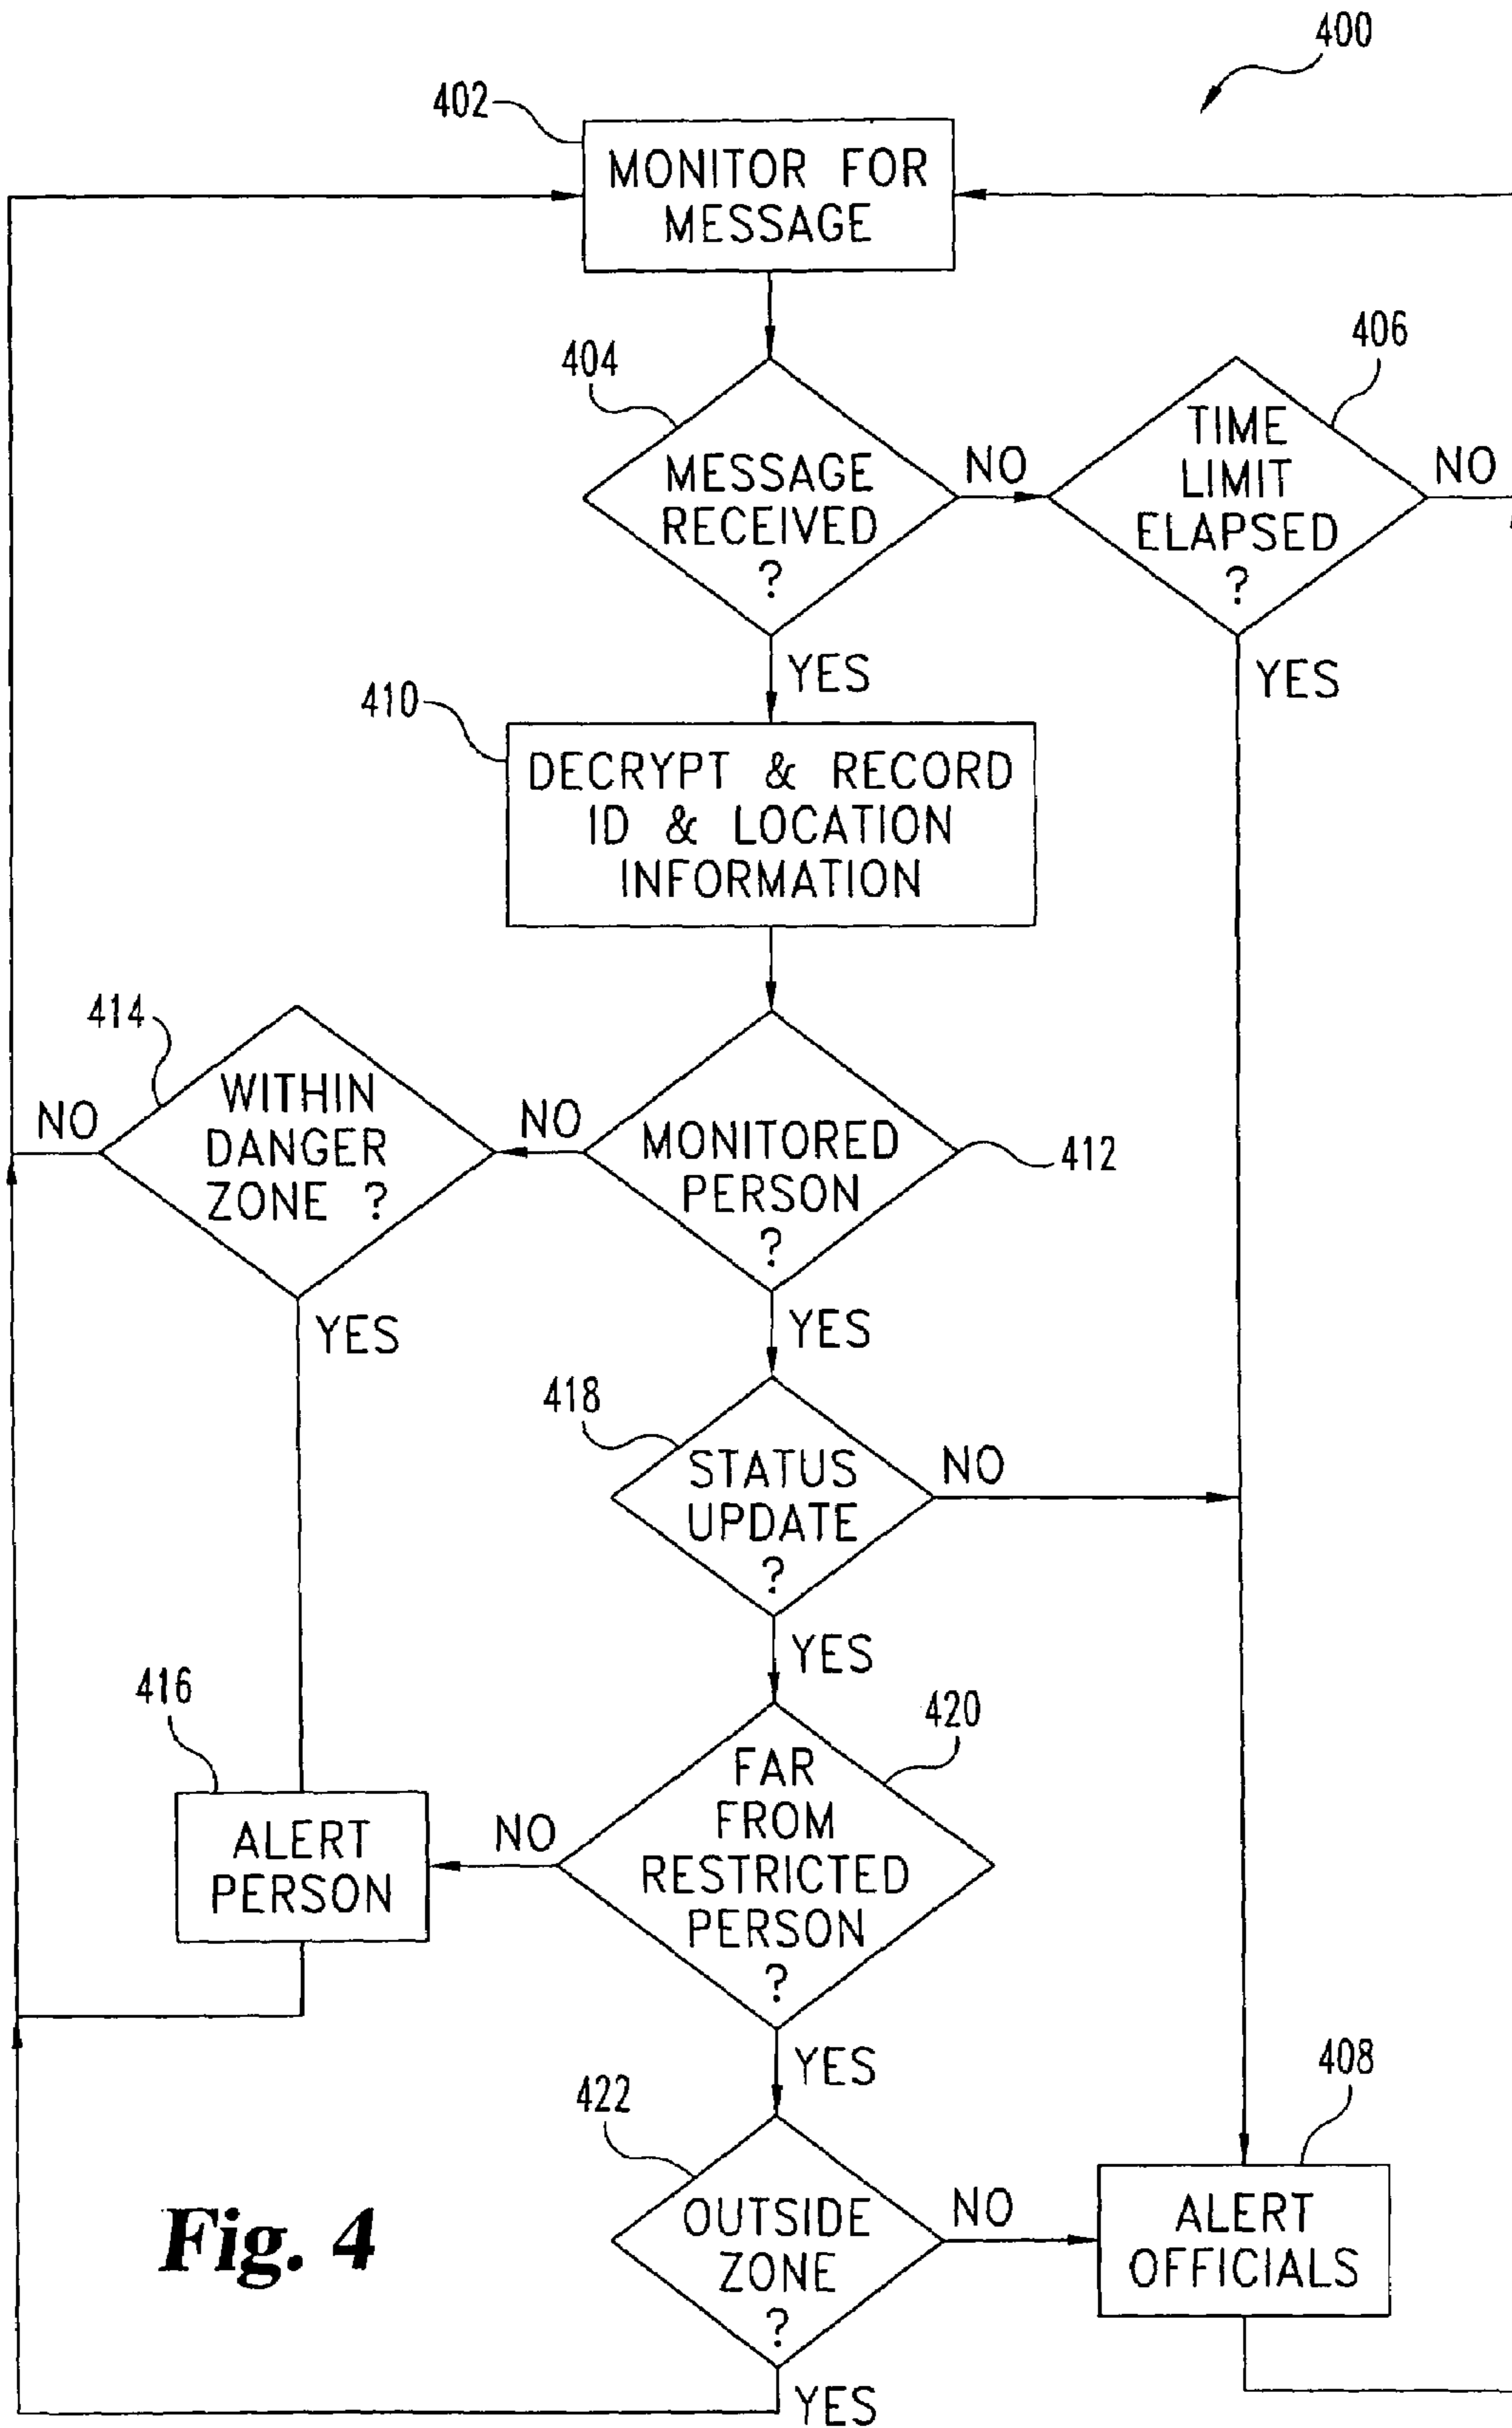 400
402
MONITOR FOR
MESSAGE
404
406
MESSAGE
RECEIVED
?
NO
TIME
LIMIT
ELAPSED
?
NO
YES
YES
410
DECRYPT & RECORD
ID & LOCATION
INFORMATION
414
WITHIN
DANGER
ZONE ?
NO
NO
MONITORED
PERSON
?
412
YES
YES
418
STATUS
UPDATE
?
NO
YES
416
420
ALERT
PERSON
NO
FAR
FROM
RESTRICTED
PERSON
?
YES
422
408
OUTSIDE
ZONE
?
NO
ALERT
OFFICIALS
YES
Fig. 4